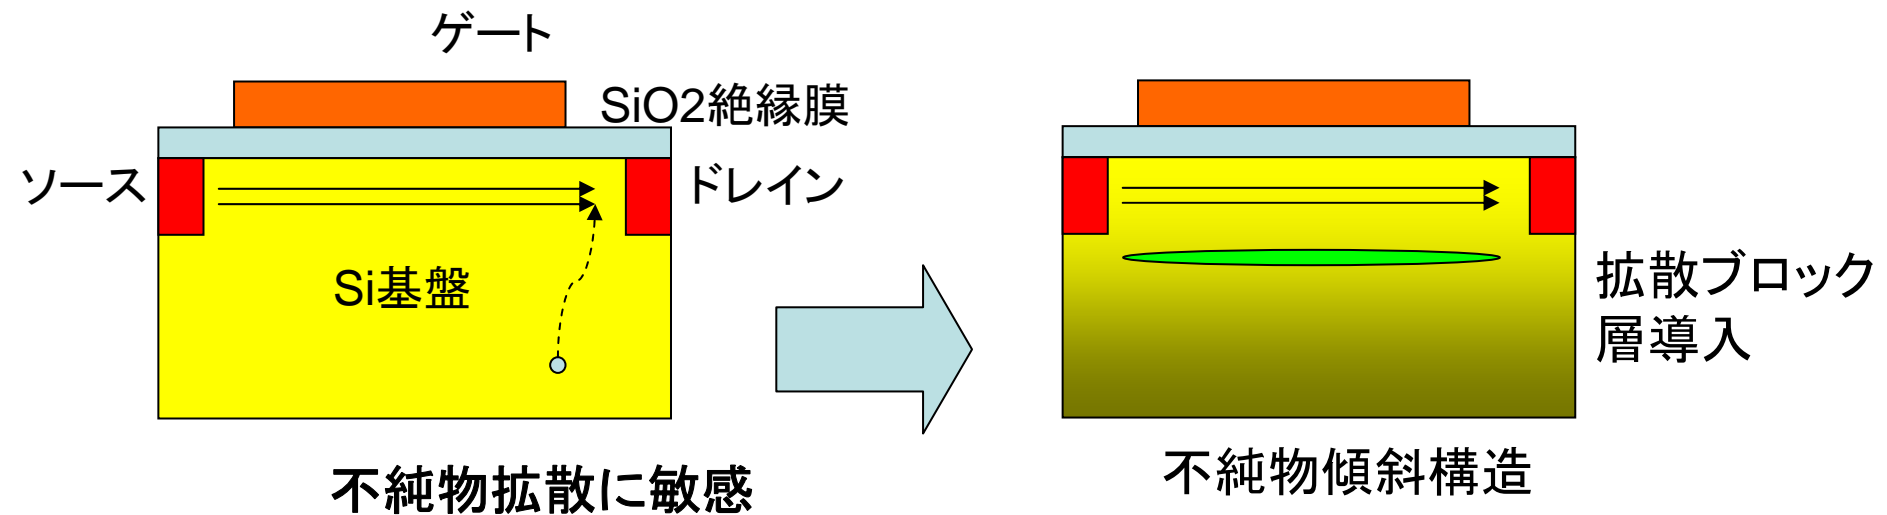 ゲート
SiO2絶縁膜
ソース
ドレイン
Si基盤
拡散ブロック
層導入
不純物拡散に敏感
不純物傾斜構造